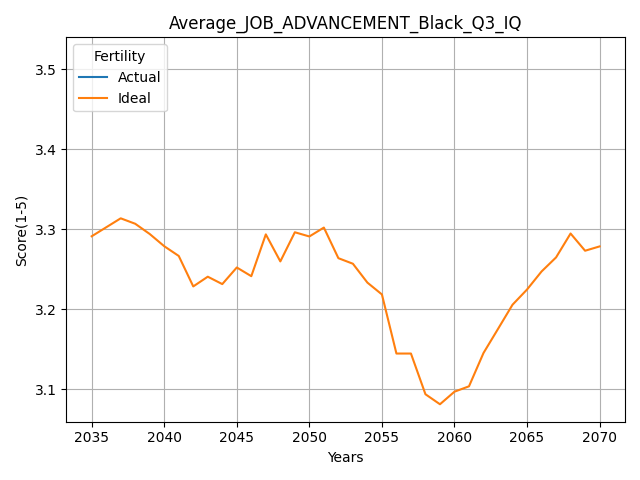 Average_JOB_ADVANCEMENT_Black_Q3_IQ
Fertility
Actual
Ideal
3.5
3.4
3.3
3.2
3.1
Score(1-5)
2035 2040 2045 2050 2055 2060 2065 2070
Years